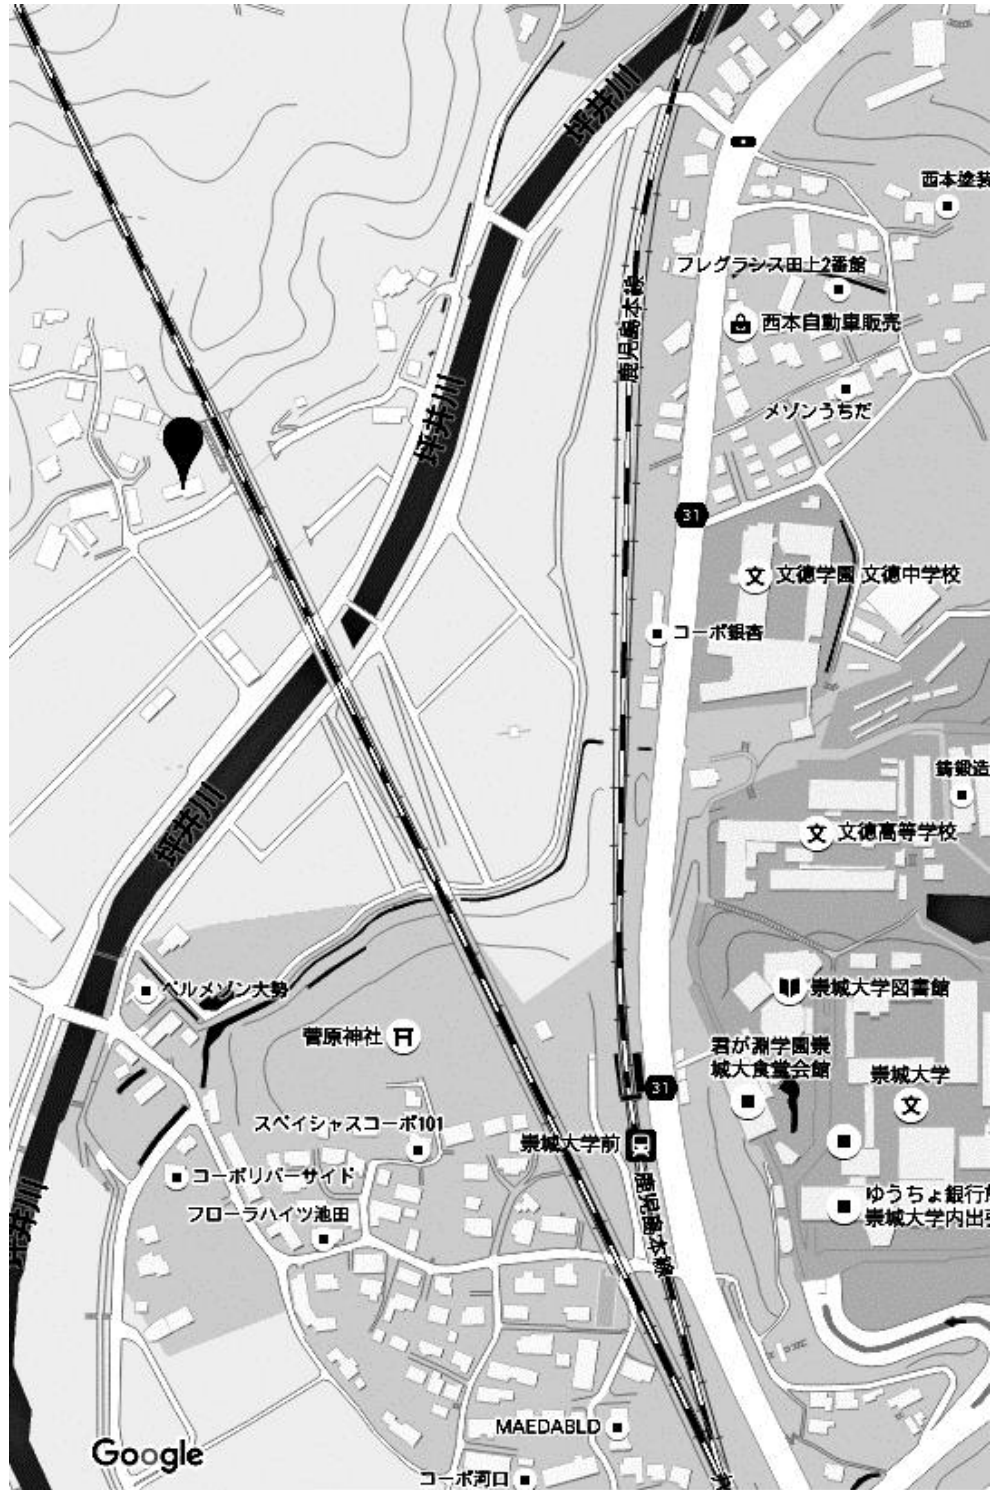 坪井川
西本塗装
フレグランス田上2番館
鹿児島本線
西本自動車販売
メゾンうちだ
坪井川
31
文徳学園 文徳中学校
コーポ銀杏
鋳鍛造
坪井川
文徳高等学校
ベルメゾン大勢
崇城大学図書館
菅原神社
君が淵学園崇
城大食堂会館
崇城大学
31
スペイシャスコーポ101
崇城大学前
コーポリバーサイド
鹿児島本線
ゆうちょ銀行
崇城大学内出張
フローラハイツ池田
井川
MAEDABLD
Google
コーポ河口